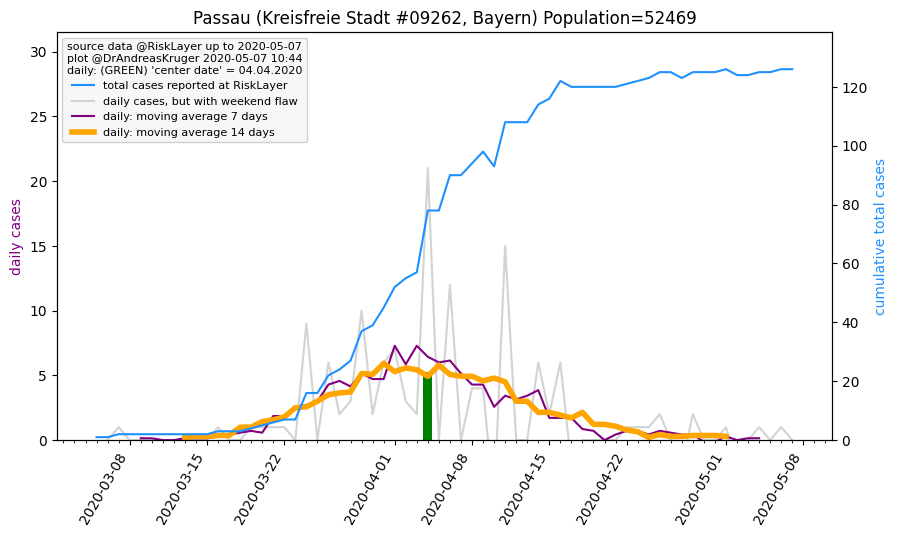 Passau (Kreisfreie Stadt #09262, Bayern) Population=52469
source data @RiskLayer up to 2020-05-07
plot @DrAndreasKruger 2020-05-07 10:44
daily: (GREEN) 'center date' = 04.04.2020
total cases reported at RiskLayer
daily cases, but with weekend flaw
daily: moving average 7 days
daily: moving average 14 days
daily cases
30
25
20
15
10
5
0
cumulative total cases
120
100
80
60
40
20
0
2020-03-08
2020-03-15
2020-03-22
2020-04-01
2020-04-08
2020-04-15
2020-04-22
2020-05-01
2020-05-08